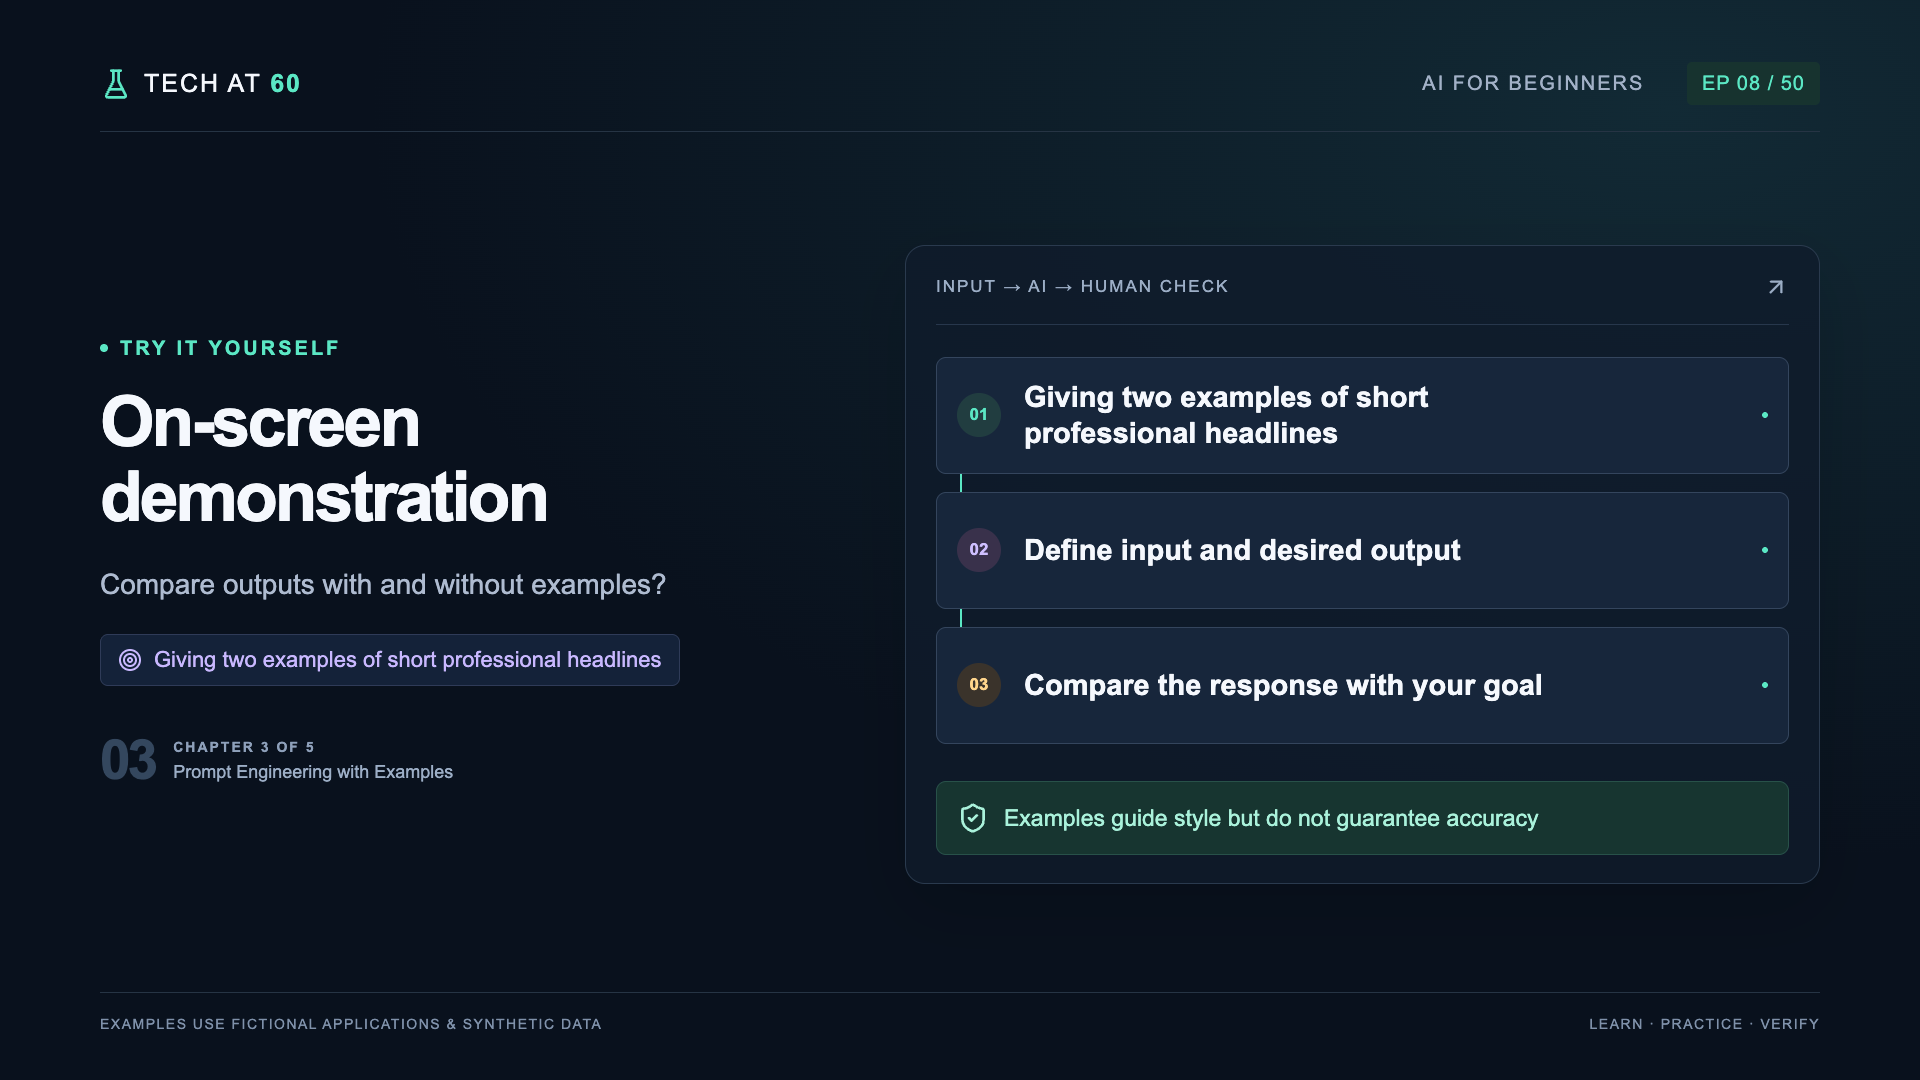 TECH AT 60
AI FOR BEGINNERS
EP 08 / 50
TRY IT YOURSELF
On-screen
demonstration
Compare outputs with and without examples?
Giving two examples of short professional headlines
03
CHAPTER 3 OF 5
Prompt Engineering with Examples
INPUT → AI → HUMAN CHECK
01
Giving two examples of short
professional headlines
02
Define input and desired output
03
Compare the response with your goal
Examples guide style but do not guarantee accuracy
EXAMPLES USE FICTIONAL APPLICATIONS & SYNTHETIC DATA
LEARN · PRACTICE · VERIFY